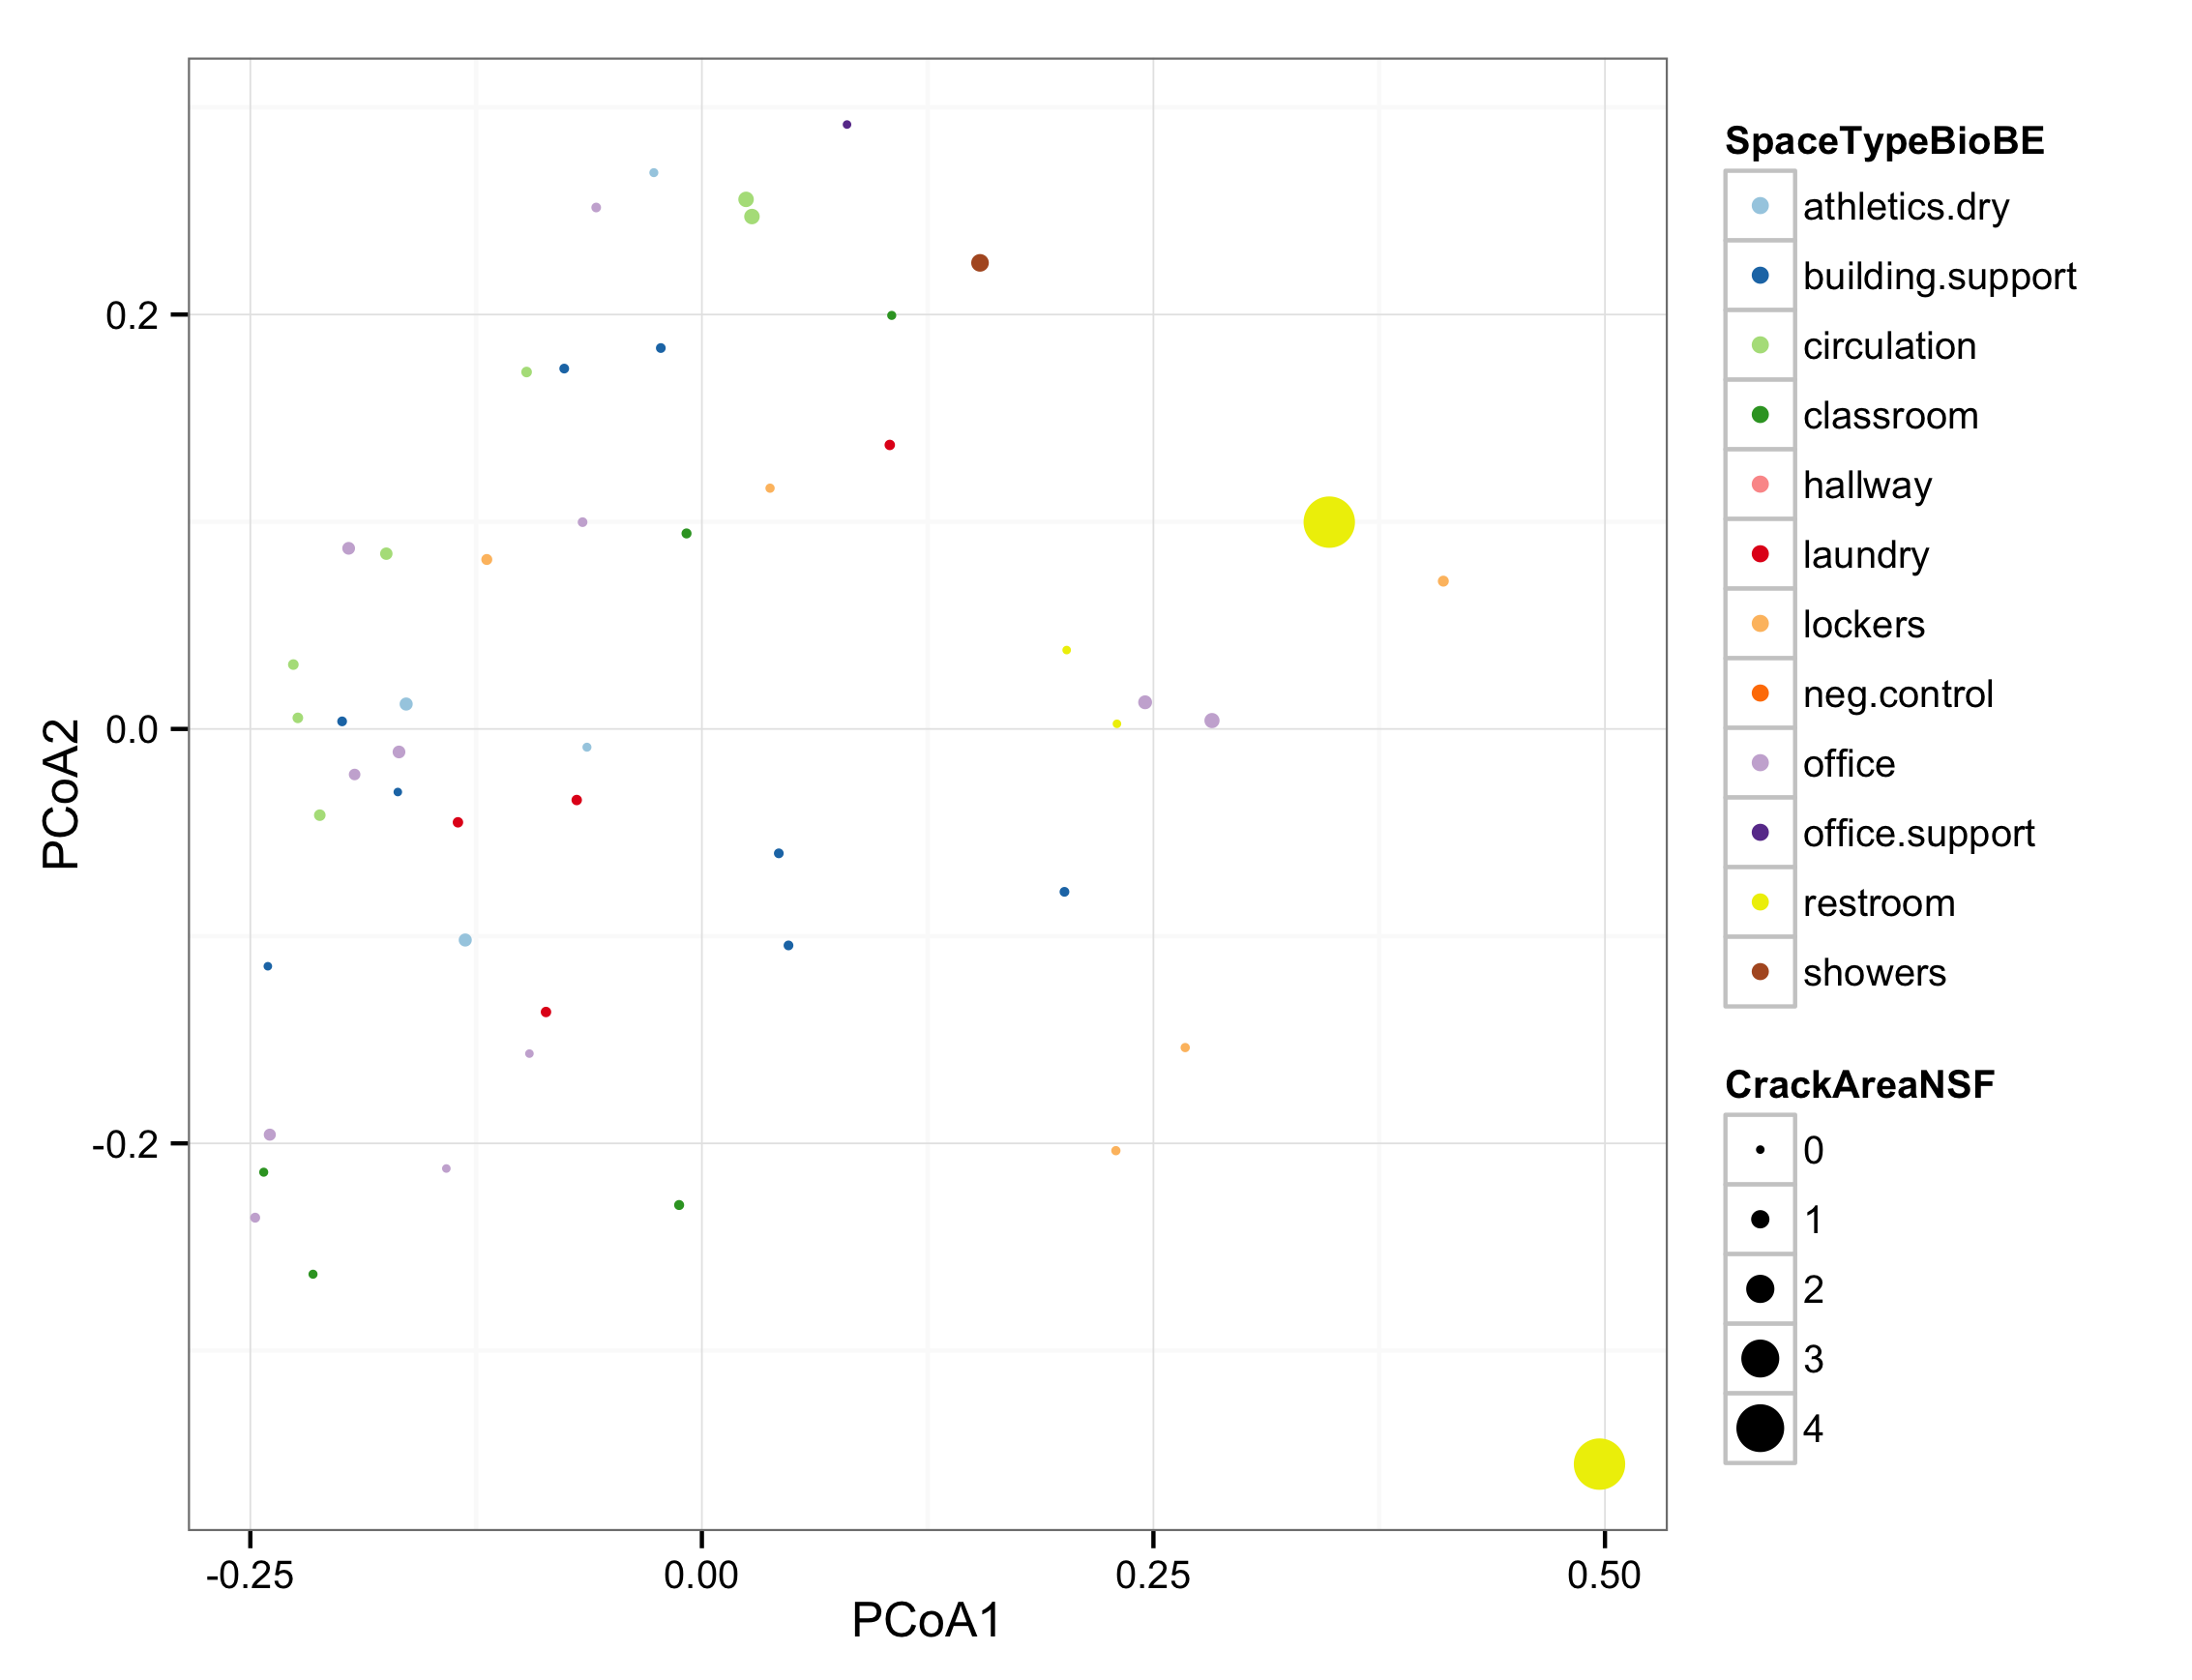 0.2
0.0
-0.2
PCoA2
-0.25
0.00
0.25
0.50
PCoA1
SpaceTypeBioBE
athletics.dry
building.support
circulation
classroom
hallway
laundry
lockers
neg.control
office
office.support
restroom
showers
CrackAreaNSF
0
1
2
3
4